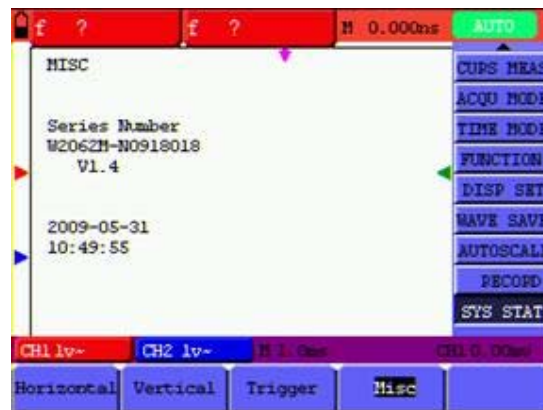 f ? f ? M 0.000ns AUTO
MISC
CURS MEAS
ACQU MODE
Series Number
TIME MODE
W2062M-N0918018
V1.4
FUNCTION
DISP SET
2009-05-31
WAVE SAVE
10:49:55
AUTOSCALE
RECORD
SYS STAT
CH1 1v~ CH2 1v~
Horizontal Vertical Trigger Misc